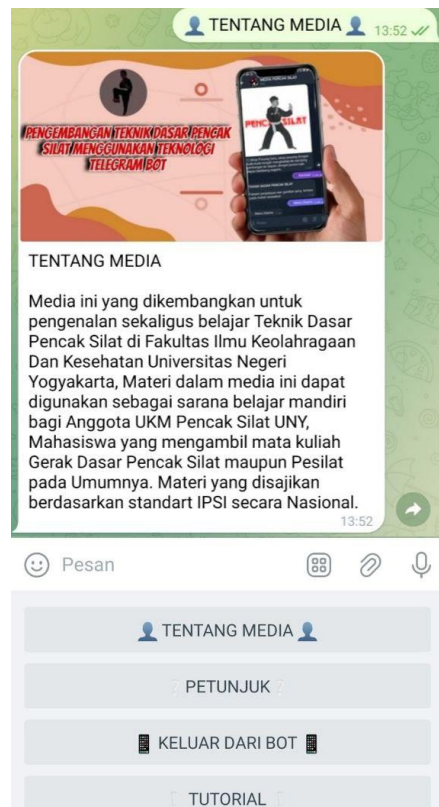 👤 TENTANG MEDIA 👤 13:52
PENGEMBANGAN TEKNIK DASAR PENCAK
SILAT MENGGUNAKAN TEKNOLOGI
TELEGRAM BOT
PENCAK SILAT
TENTANG MEDIA
Media ini yang dikembangkan untuk
pengenalan sekaligus belajar Teknik Dasar
Pencak Silat di Fakultas Ilmu Keolahragaan
Dan Kesehatan Universitas Negeri
Yogyakarta, Materi dalam media ini dapat
digunakan sebagai sarana belajar mandiri
bagi Anggota UKM Pencak Silat UNY,
Mahasiswa yang mengambil mata kuliah
Gerak Dasar Pencak Silat maupun Pesilat
pada Umumnya. Materi yang disajikan
berdasarkan standart IPSI secara Nasional.
13:52
Pesan
👤 TENTANG MEDIA 👤
PETUNJUK
📱 KELUAR DARI BOT 📱
TUTORIAL